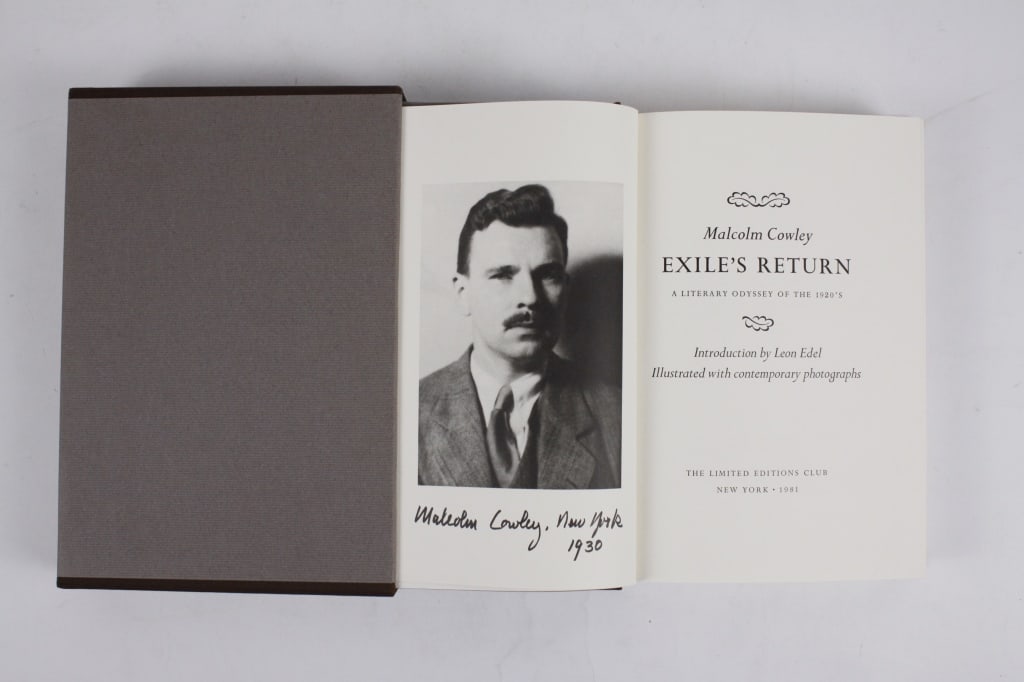 Malcolm Cowley, New York
1930
Malcolm Cowley
EXILE'S RETURN
A LITERARY ODYSSEY OF THE 1920'S
Introduction by Leon Edel
Illustrated with contemporary photographs
THE LIMITED EDITIONS CLUB
NEW YORK • 1981